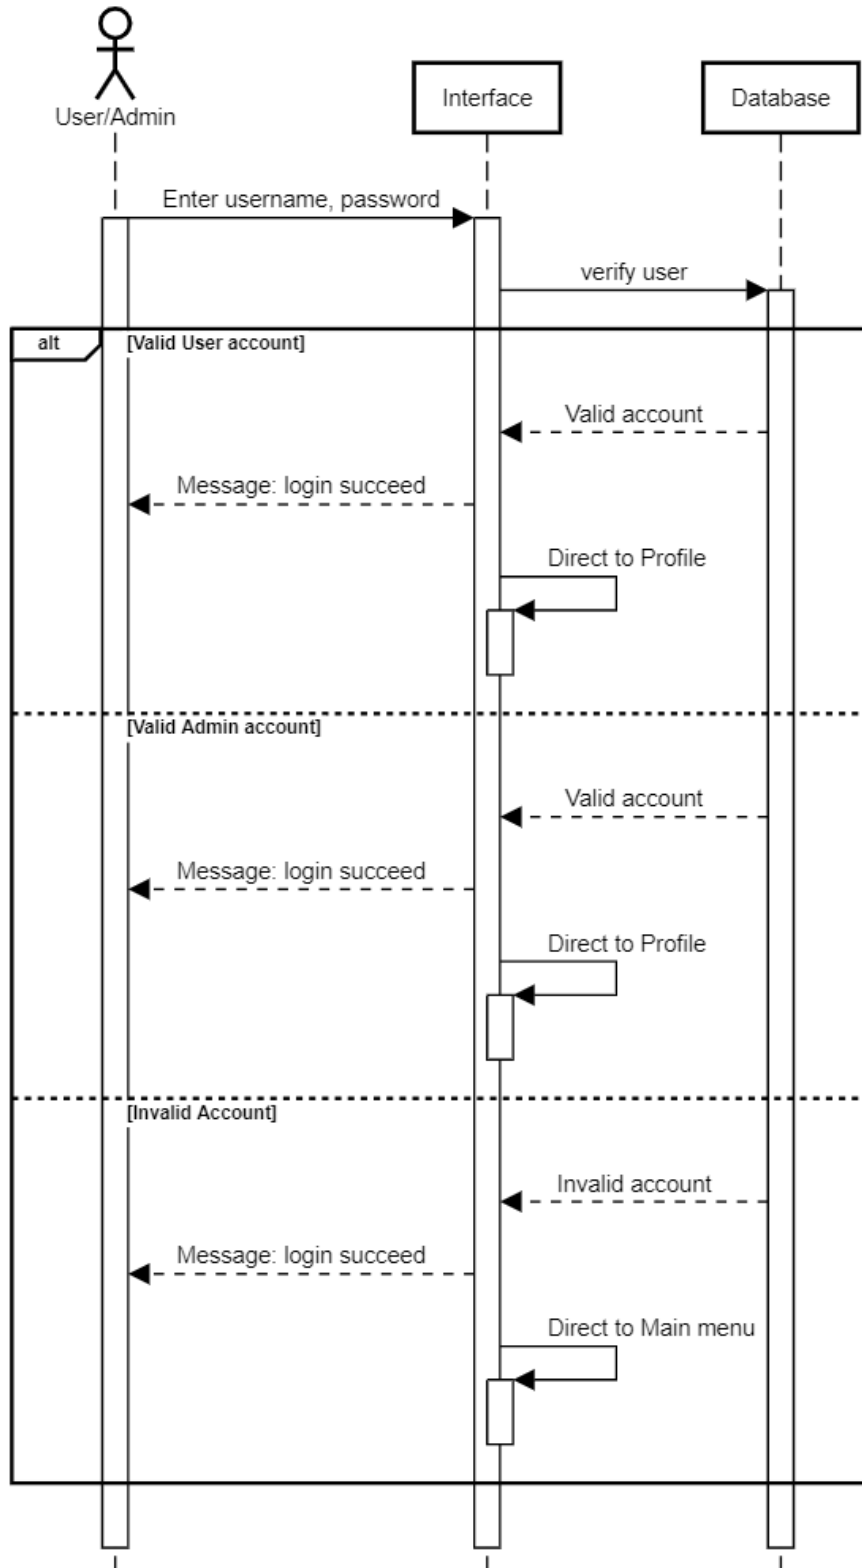 User/Admin
Interface
Database
Enter username, password
verify user
alt
[Valid User account]
Valid account
Message: login succeed
Direct to Profile
[Valid Admin account]
Valid account
Message: login succeed
Direct to Profile
[Invalid Account]
Invalid account
Message: login succeed
Direct to Main menu